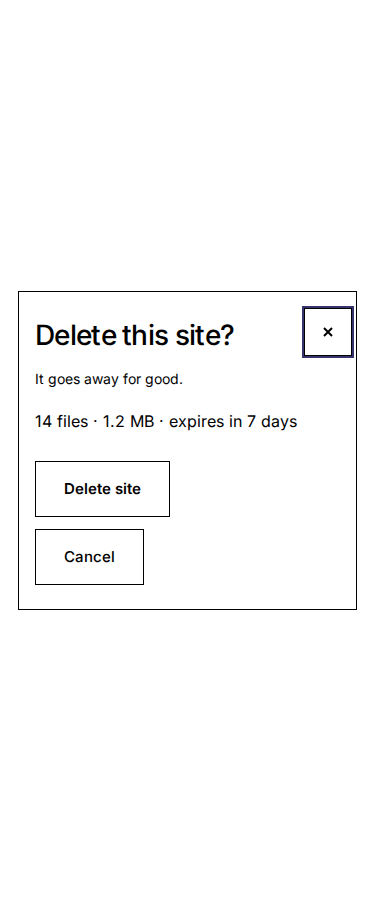 Delete this site?
×
It goes away for good.
14 files · 1.2 MB · expires in 7 days
Delete site
Cancel